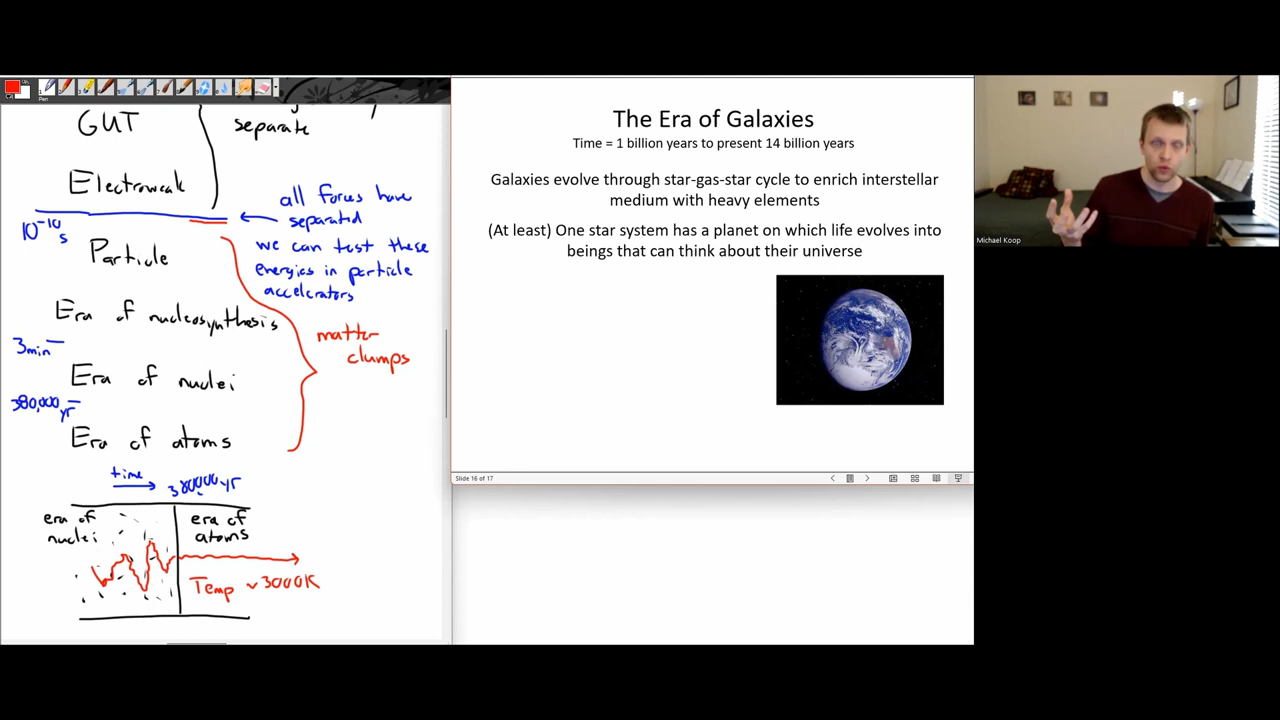 Pen
GUT
separate
Electroweak
all forces have
separated
10^-10 s
we can test these
energies in particle
accelerators
Particle
Era of nucleosynthesis
matter
clumps
3min
Era of nuclei
380,000 yr
Era of atoms
time
380,000 yr
era of
nuclei
era of
atoms
Temp ~3000K
The Era of Galaxies
Time = 1 billion years to present 14 billion years
Galaxies evolve through star-gas-star cycle to enrich interstellar
medium with heavy elements
(At least) One star system has a planet on which life evolves into
beings that can think about their universe
Slide 16 of 17
Michael Koop